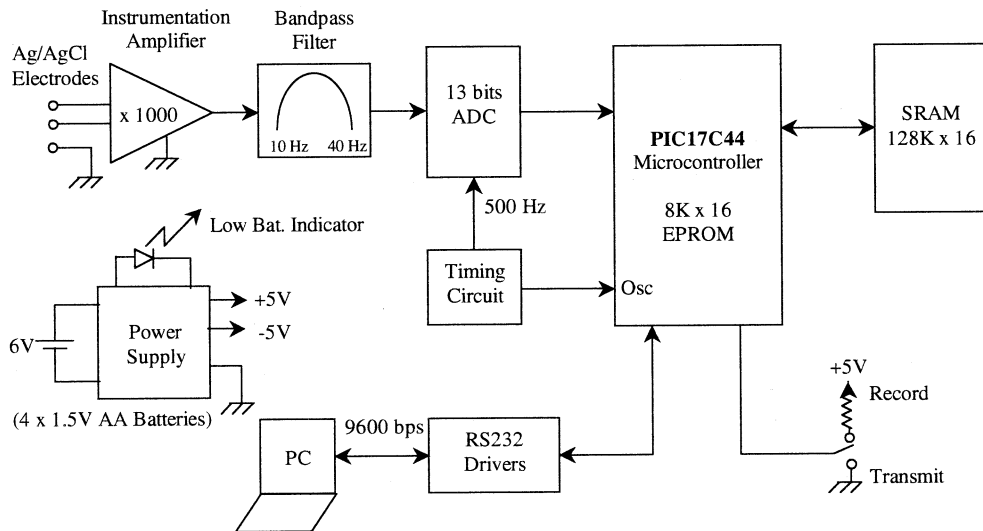 Instrumentation
Amplifier
Bandpass
Filter
Ag/AgCl
Electrodes
x 1000
10 Hz
40 Hz
13 bits
ADC
PIC17C44
Microcontroller
8K x 16
EPROM
Osc
SRAM
128K x 16
500 Hz
Timing
Circuit
Low Bat. Indicator
+5V
-5V
Power
Supply
6V
(4 x 1.5V AA Batteries)
9600 bps
PC
RS232
Drivers
+5V
Record
Transmit